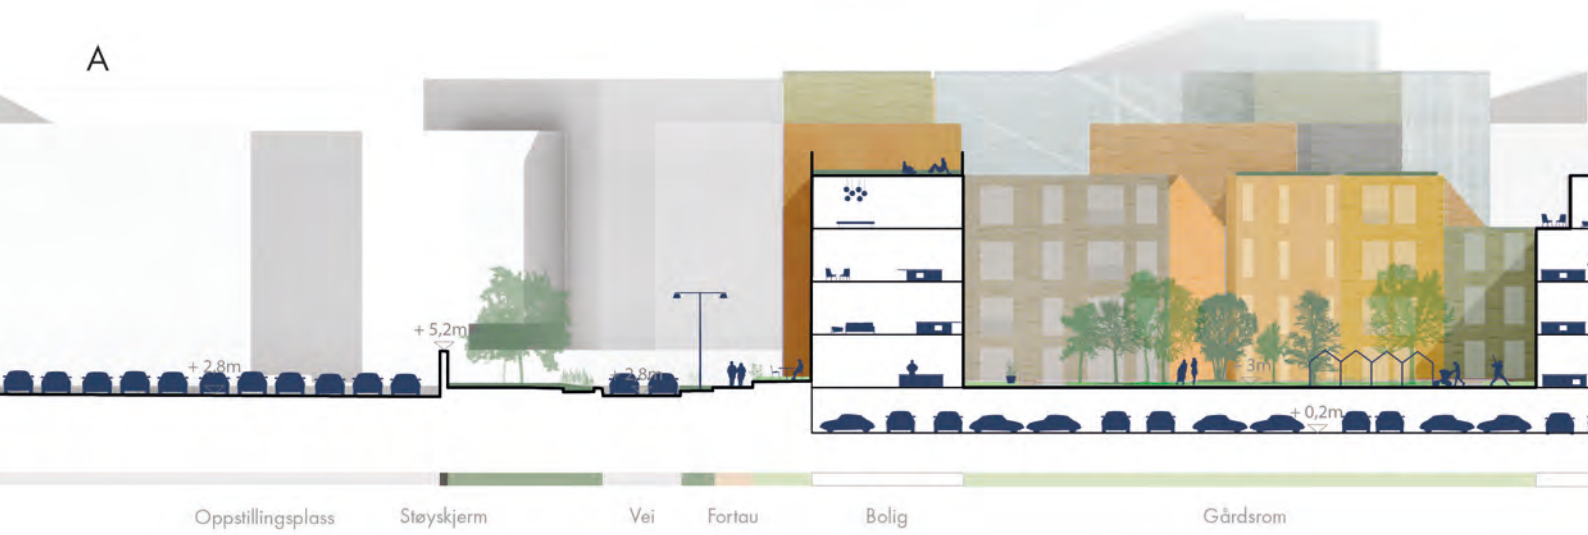 A
+ 5,2m
+ 2,8m
+ 2,8m
3m
+ 0,2m
Oppstillingsplass Støyskjerm Vei Fortau Bolig Gårdsrom